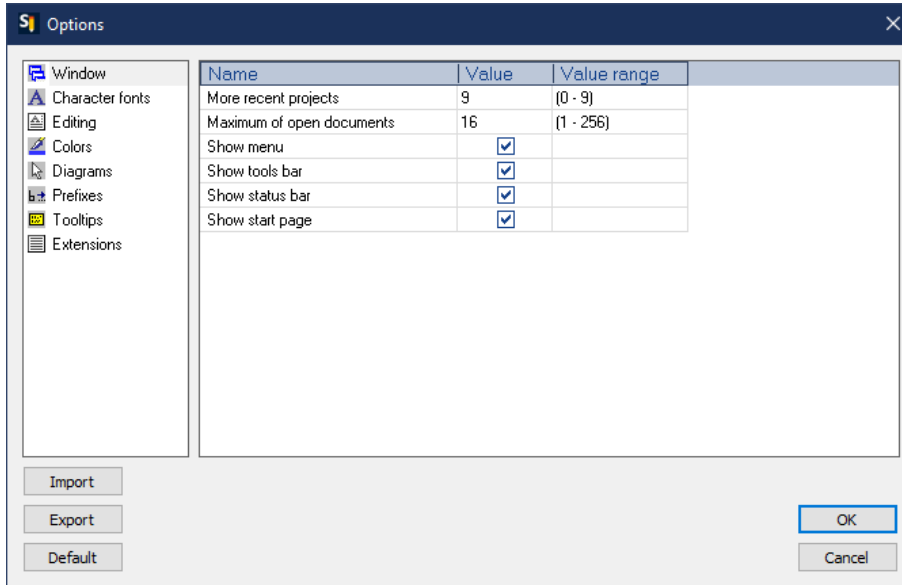 SI Options
Window
Character fonts
Editing
Colors
Diagrams
Prefixes
Tooltips
Extensions
Name Value Value range
More recent projects 9 (0 - 9)
Maximum of open documents 16 (1 - 256)
Show menu
Show tools bar
Show status bar
Show start page
Import
Export
Default
OK
Cancel